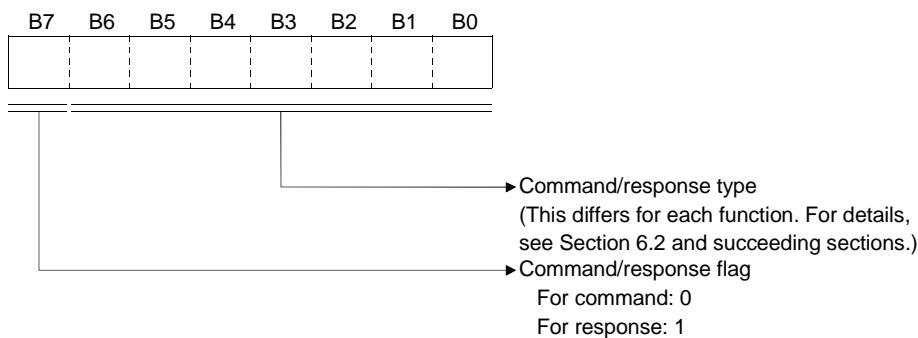 B7 B6 B5 B4 B3 B2 B1 B0
Command/response type
(This differs for each function. For details,
see Section 6.2 and succeeding sections.)
Command/response flag
For command: 0
For response: 1